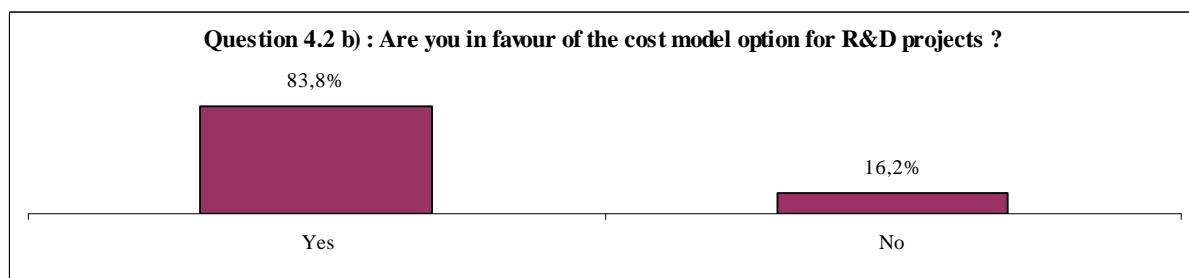 Question 4.2 b) : Are you in favour of the cost model option for R&D projects ?
83,8%
16,2%
Yes
No